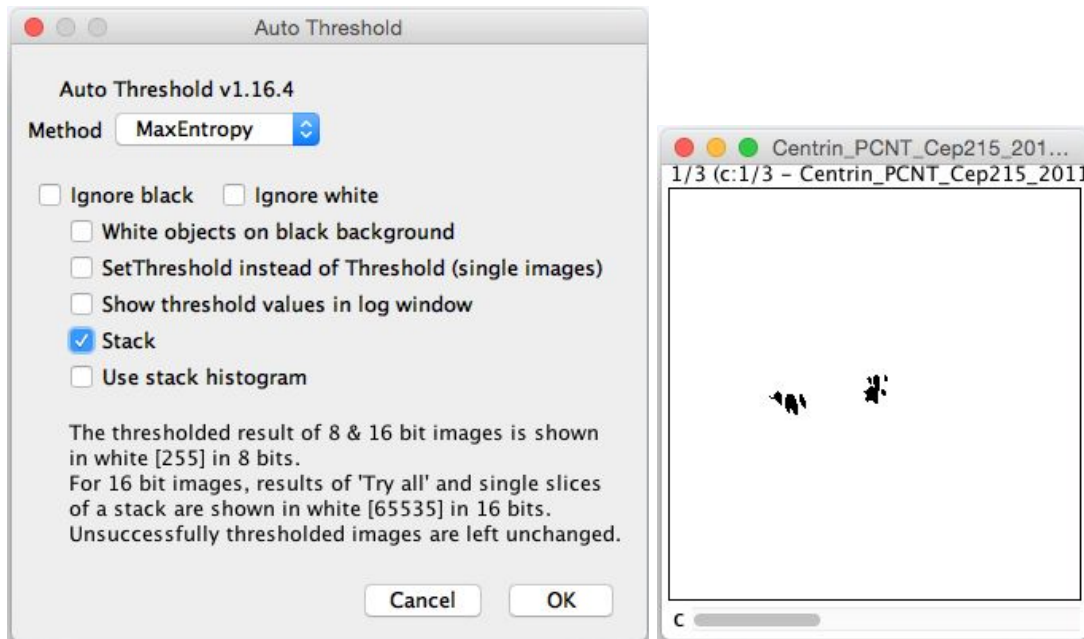 Auto Threshold
Auto Threshold v1.16.4
Method MaxEntropy
Ignore black Ignore white
White objects on black background
SetThreshold instead of Threshold (single images)
Show threshold values in log window
Stack
Use stack histogram
The thresholded result of 8 & 16 bit images is shown
in white [255] in 8 bits.
For 16 bit images, results of 'Try all' and single slices
of a stack are shown in white [65535] in 16 bits.
Unsuccessfully thresholded images are left unchanged.
Cancel OK
Centrin_PCNT_Cep215_201...
1/3 (c:1/3 - Centrin_PCNT_Cep215_2011
C